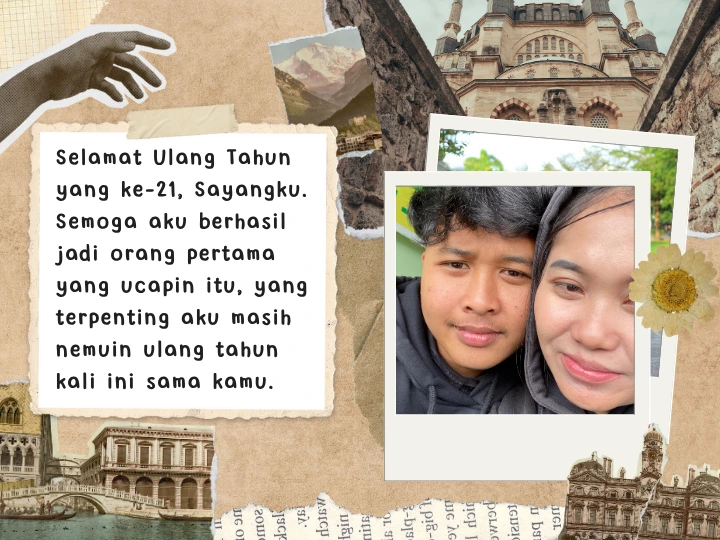 Selamat Ulang Tahun
yang ke-21, Sayangku.
Semoga aku berhasil
jadi orang pertama
yang ucapin itu, yang
terpenting aku masih
nemuin ulang tahun
kali ini sama kamu.